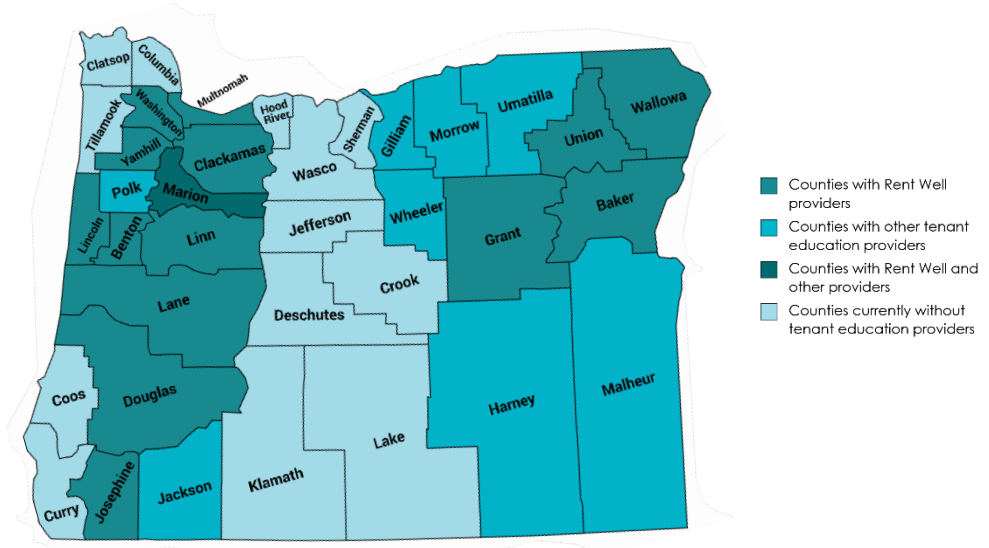 Clatsop
Columbia
Multnomah
Tillamook
Washington
Hood
River
Sherman
Gilliam
Morrow
Umatilla
Wallowa
Union
Yamhill
Clackamas
Wasco
Polk
Marion
Wheeler
Baker
Lincoln
Benton
Linn
Jefferson
Grant
Lane
Crook
Deschutes
Coos
Douglas
Harney
Malheur
Lake
Klamath
Jackson
Josephine
Curry
Counties with Rent Well
providers
Counties with other tenant
education providers
Counties with Rent Well and
other providers
Counties currently without
tenant education providers